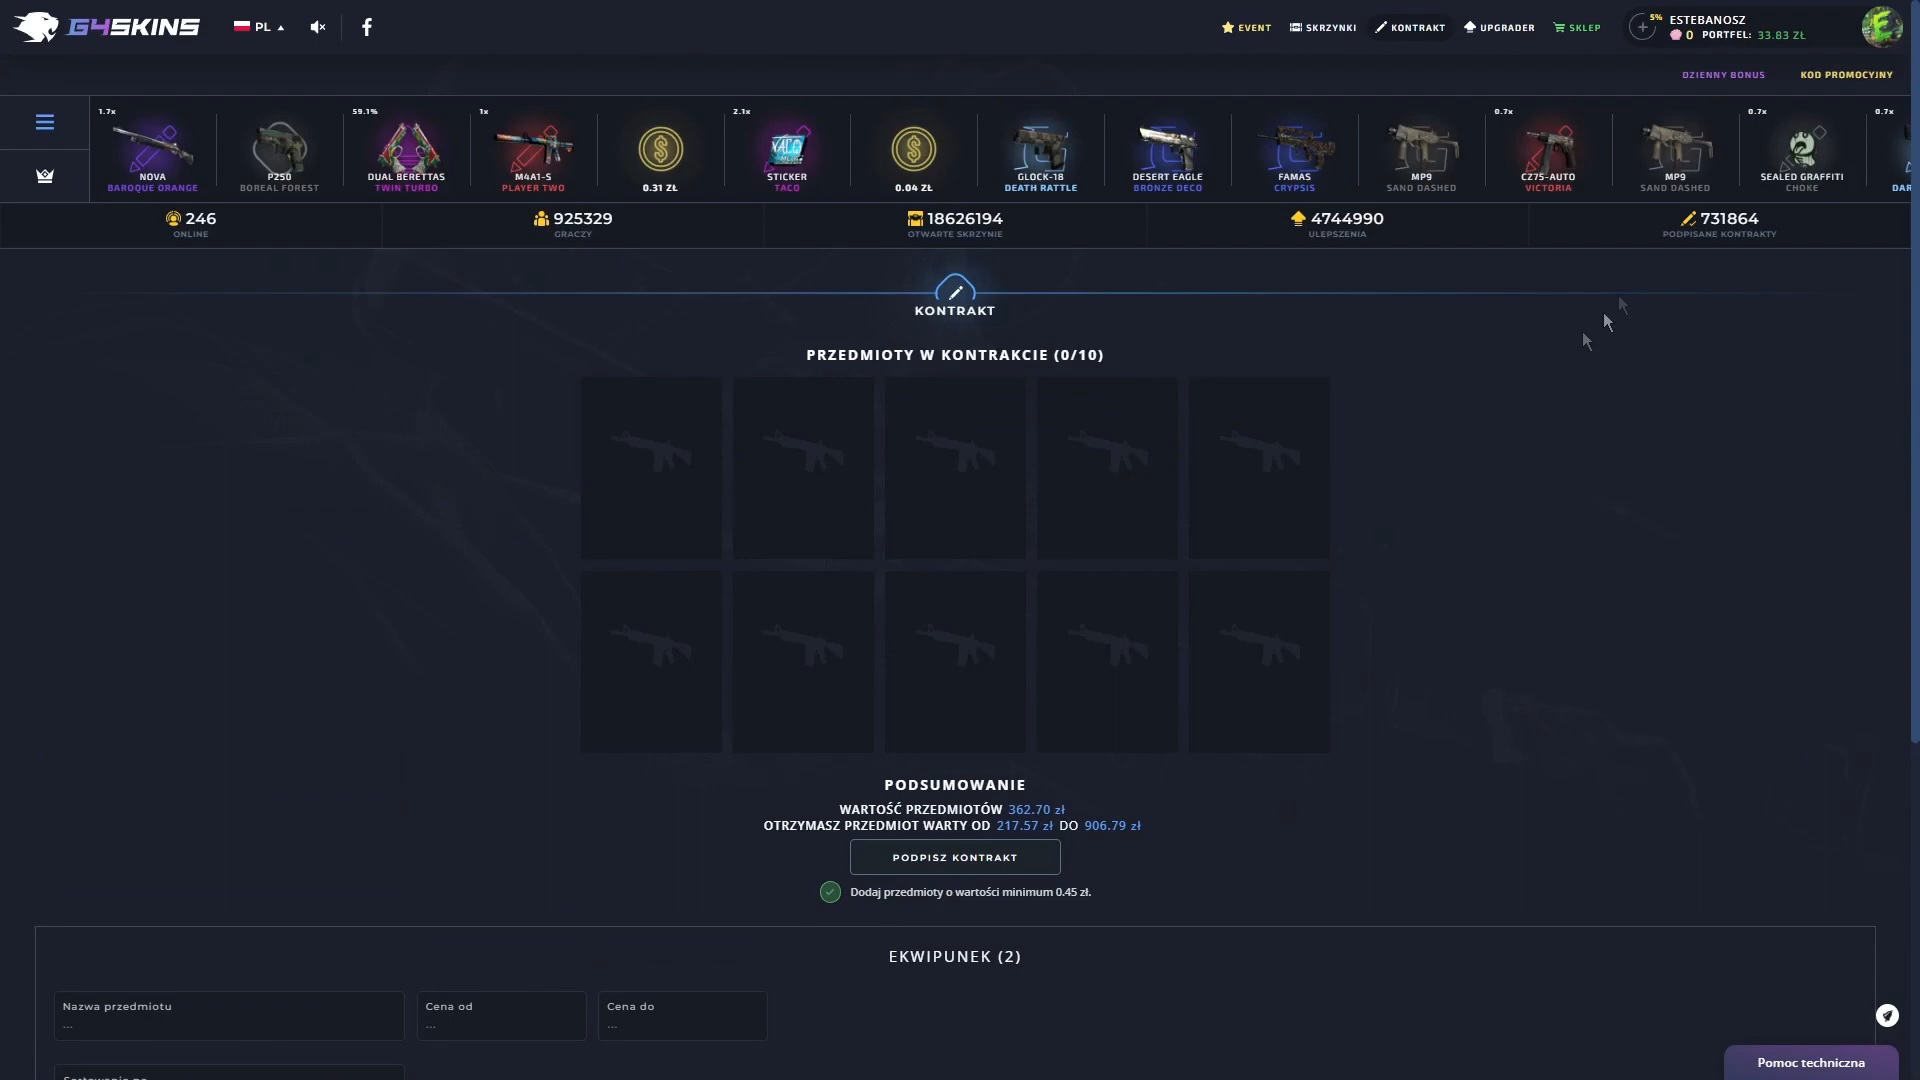 G4SKINS
PL
EVENT
SKRZYNKI
KONTRAKT
UPGRADER
SKLEP
5%
ESTEBANOSZ
0 PORTFEL: 33.83 ZŁ
DZIENNY BONUS
KOD PROMOCYJNY
1.7x
NOVA
BAROQUE ORANGE
P250
BOREAL FOREST
59.1%
DUAL BERETTAS
TWIN TURBO
1x
M4A1-S
PLAYER TWO
0.31 ZŁ
2.1x
STICKER
TACO
0.04 ZŁ
GLOCK-18
DEATH RATTLE
DESERT EAGLE
BRONZE DECO
FAMAS
CRYPSIS
MP9
SAND DASHED
0.7x
CZ75-AUTO
VICTORIA
MP9
SAND DASHED
0.7x
SEALED GRAFFITI
CHOKE
0.7x
DAR
246
ONLINE
925329
GRACZY
18626194
OTWARTE SKRZYNIE
4744990
ULEPSZENIA
731864
PODPISANE KONTRAKTY
KONTRAKT
PRZEDMIOTY W KONTRAKCIE (0/10)
PODSUMOWANIE
WARTOŚĆ PRZEDMIOTÓW 362.70 zł
OTRZYMASZ PRZEDMIOT WARTY OD 217.57 zł DO 906.79 zł
PODPISZ KONTRAKT
Dodaj przedmioty o wartości minimum 0.45 zł.
EKWIPUNEK (2)
Nazwa przedmiotu
...
Cena od
...
Cena do
...
Pomoc techniczna